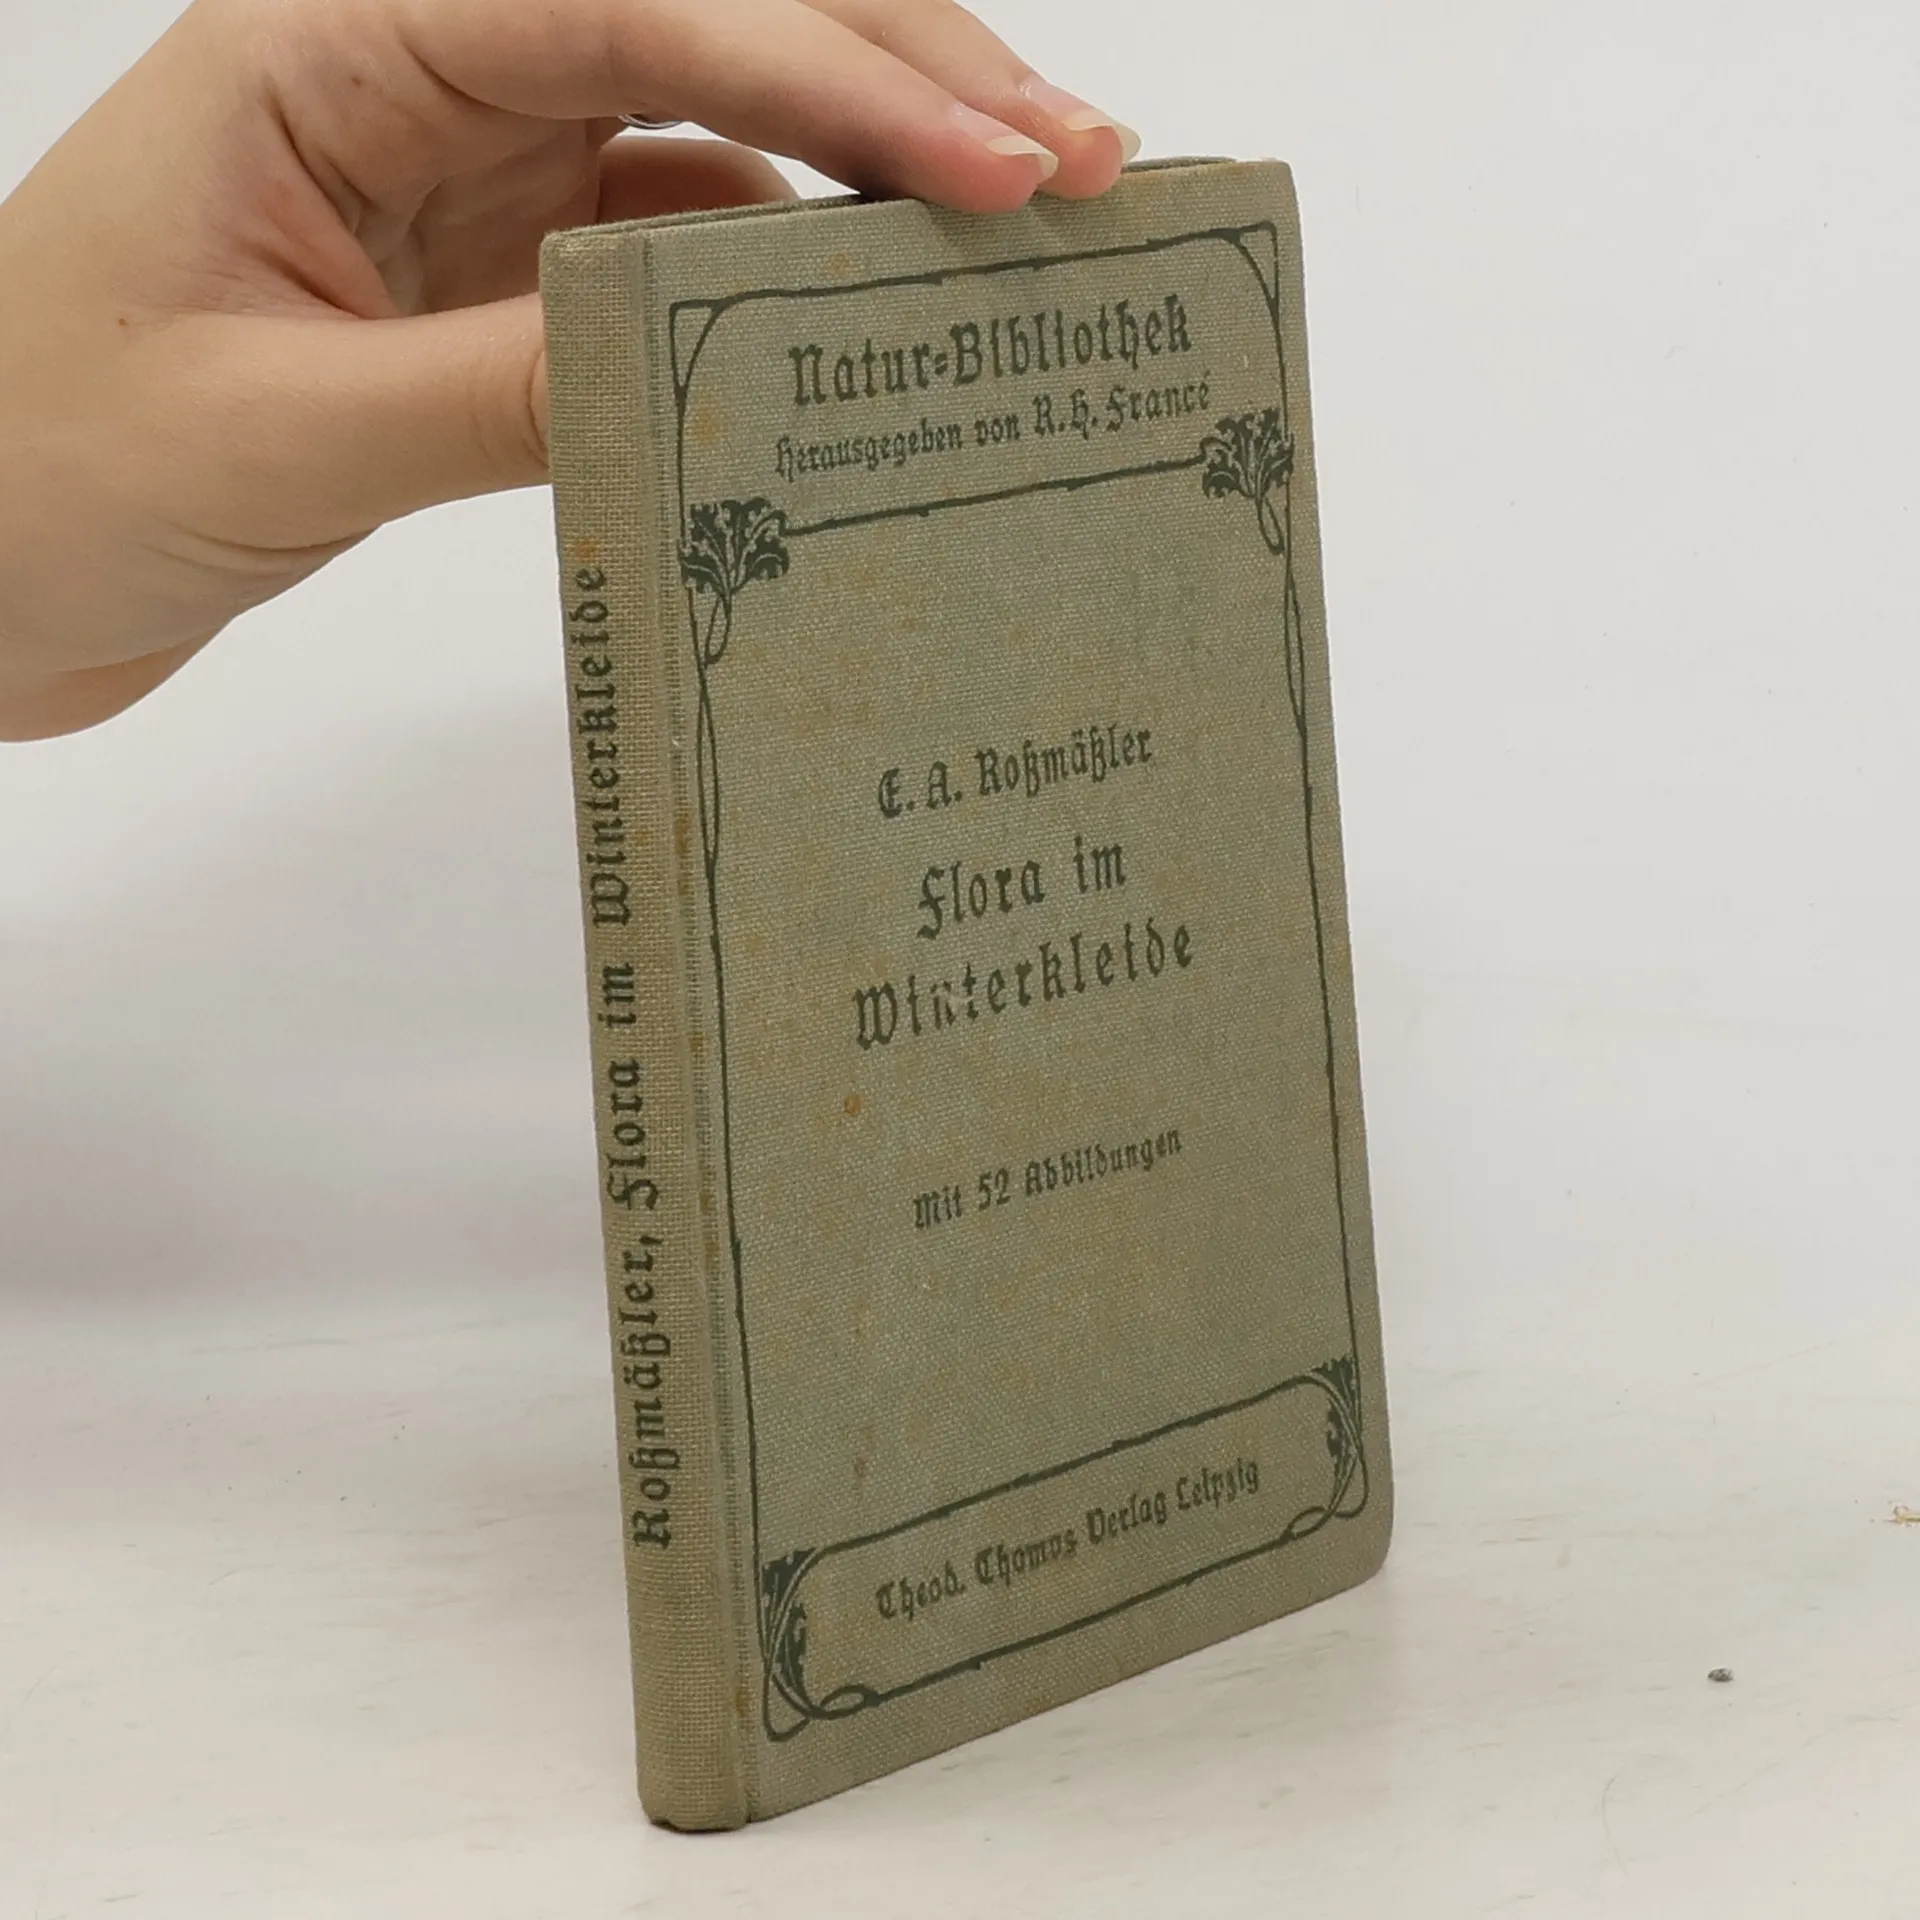 Natur-Bibliothek
Herausgegeben von R. H. Francé
E. A. Roßmäßler
Flora im
Winterkleide
Mit 52 Abbildungen
Theod. Thomas Verlag Leipzig
Roßmäßler, Flora im Winterkleide